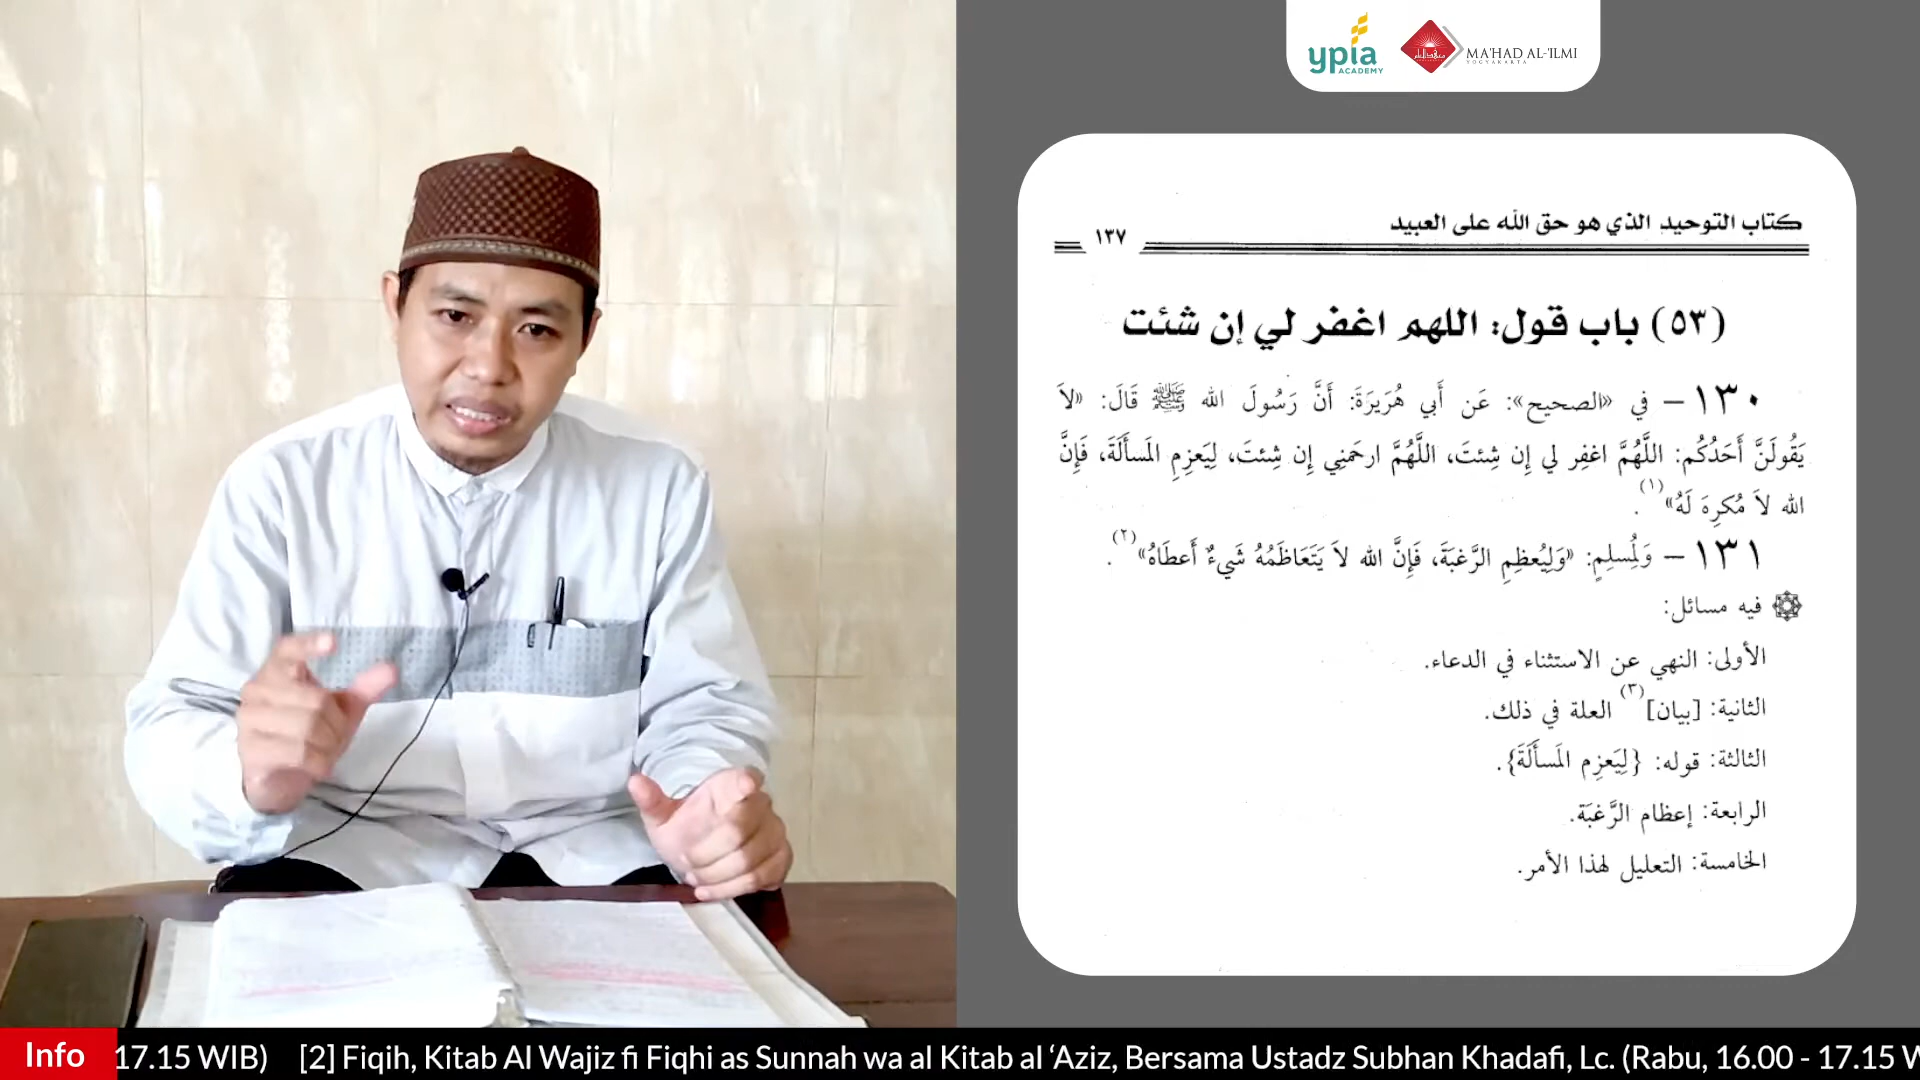 ypia
ACADEMY
MA'HAD AL-'ILMI
YOGYAKARTA
كتاب التوحيد الذي هو حق الله على العبيد
١٣٧
(٥٣) باب قول: اللهم اغفر لي إن شئت
١٣٠ – في «الصحيح»: عَن أَبي هُرَيرَةَ: أَنَّ رَسُولَ الله ﷺ قَالَ: «لاَ
يَقُولَنَّ أَحَدُكُم: اللَّهُمَّ اغفِر لي إِن شِئتَ، اللَّهُمَّ ارحَمنِي إِن شِئتَ، لِيَعزِمِ المَسأَلَةَ، فَإِنَّ
الله لاَ مُكرِهَ لَهُ»(١).
١٣١ – وَلمُسلِمٍ: «وَلِيُعظِمِ الرَّغبَةَ، فَإِنَّ الله لاَ يَتَعَاظَمُهُ شَيءٌ أَعطَاهُ»(٢).
فيه مسائل:
الأولى: النهي عن الاستثناء في الدعاء.
الثانية: [بيان](٣) العلة في ذلك.
الثالثة: قوله: {لِيَعزِم المَسأَلَةَ}.
الرابعة: إعظام الرَّغبَة.
الخامسة: التعليل لهذا الأمر.
Info 17.15 WIB) [2] Fiqih, Kitab Al Wajiz fi Fiqhi as Sunnah wa al Kitab al ‘Aziz, Bersama Ustadz Subhan Khadafi, Lc. (Rabu, 16.00 - 17.15 W